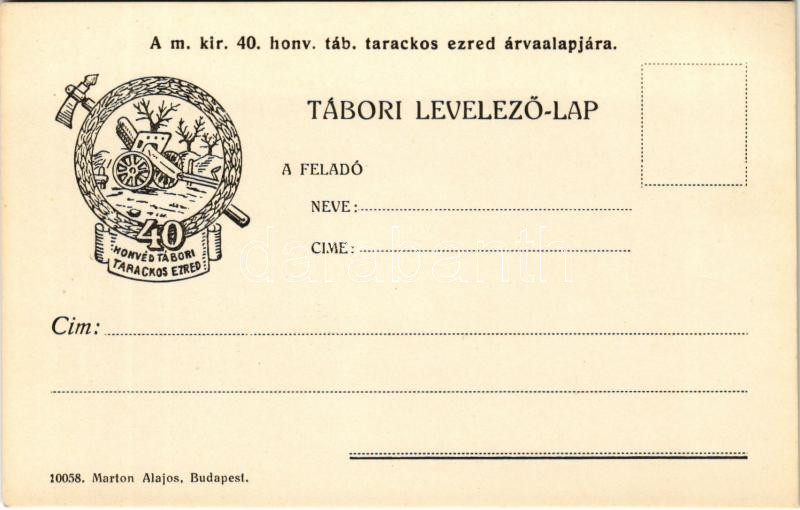 A m. kir. 40. honv. táb. tarackos ezred árvaalapjára.
TÁBORI LEVELEZŐ-LAP
A FELADÓ
NEVE:
CIME:
40
HONVÉD TÁBORI
TARACKOS EZRED
darabanth
Cim:
10058. Marton Alajos, Budapest.